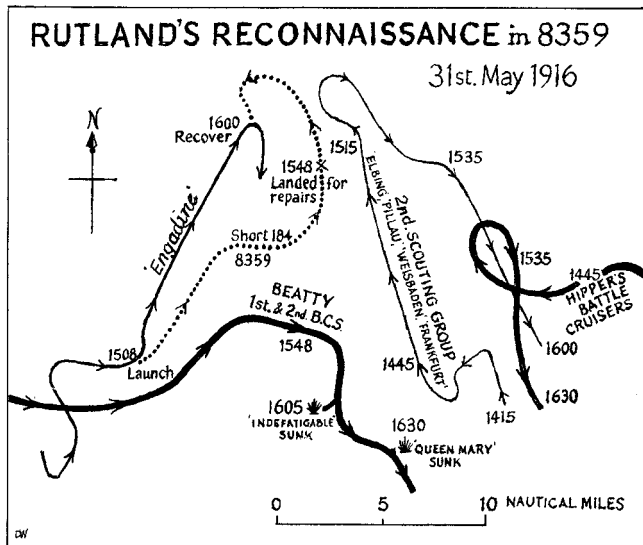 RUTLAND'S RECONNAISSANCE in 8359
31st. May 1916
N
1600
Recover
1548
Landed for
repairs
1515
1535
'Engadine'
Short 184
8359
2nd. SCOUTING GROUP
'ELBING', 'PILLAU', 'WEISBADEN', 'FRANKFURT'
1535
1445
HIPPER'S
BATTLE
CRUISERS
BEATTY
1st. & 2nd. B.C.S.
1548
1508
Launch
1445
1600
1630
1415
1605
'INDEFATIGABLE'
SUNK
1630
'QUEEN MARY'
SUNK
0 5 10 NAUTICAL MILES
DW